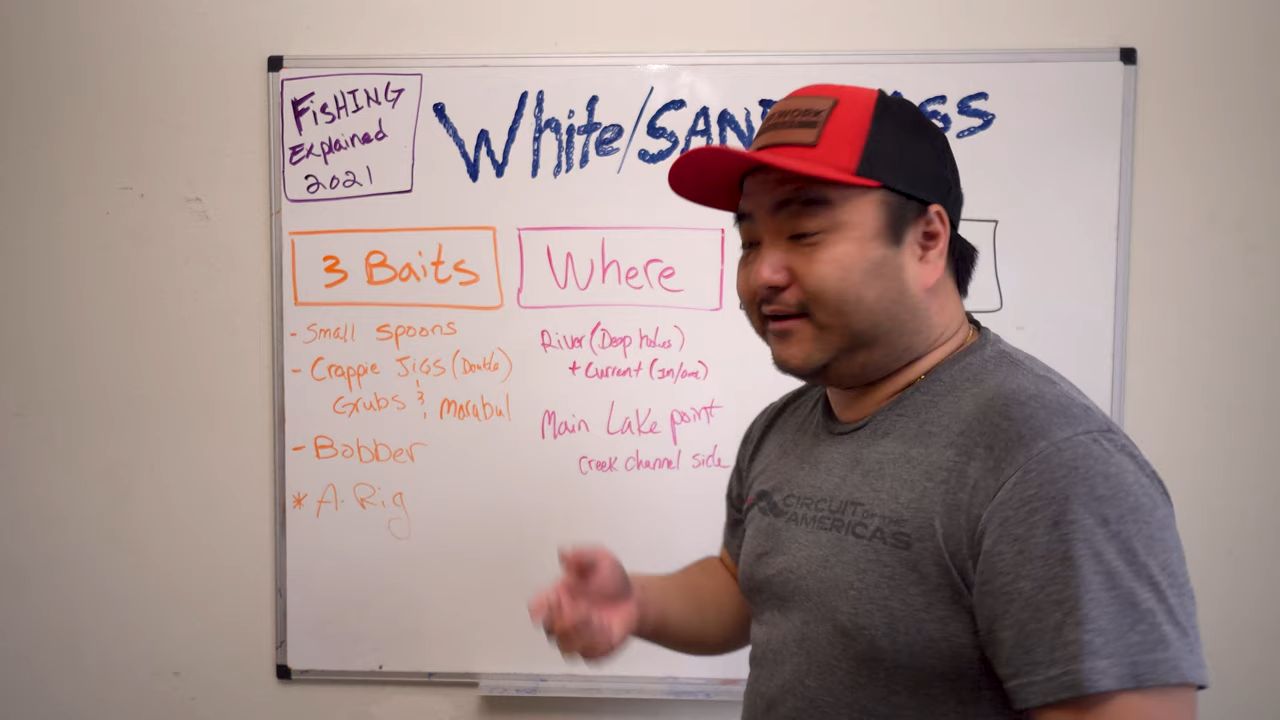 FiSHING
Explained
2021
White/SAND
3 Baits
- Small spoons
- Crappie JIGS (Double)
Grubs & Marabul
- Bobber
* A. Rig
Where
River (Deep holes)
+ Current (In/out)
Main Lake point
Creek channel side
CIRCUIT OF THE
AMERICAS